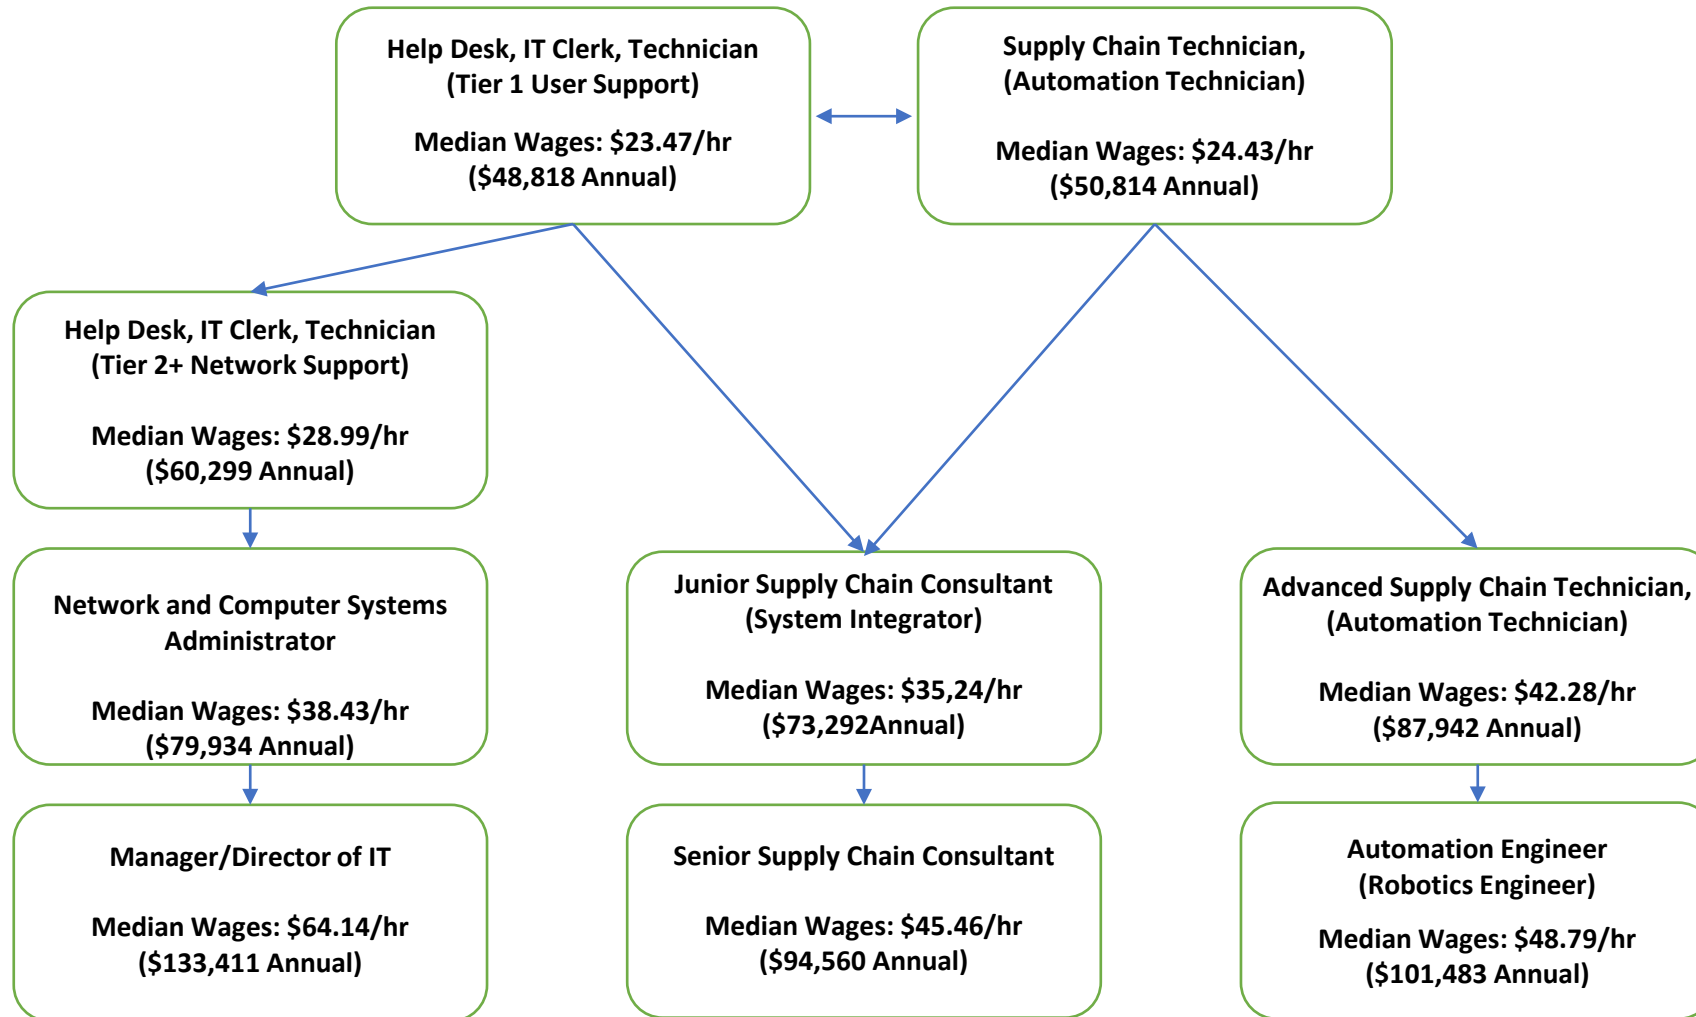 Help Desk, IT Clerk, Technician
(Tier 1 User Support)
Median Wages: $23.47/hr
($48,818 Annual)
Supply Chain Technician,
(Automation Technician)
Median Wages: $24.43/hr
($50,814 Annual)
Help Desk, IT Clerk, Technician
(Tier 2+ Network Support)
Median Wages: $28.99/hr
($60,299 Annual)
Network and Computer Systems
Administrator
Median Wages: $38.43/hr
($79,934 Annual)
Junior Supply Chain Consultant
(System Integrator)
Median Wages: $35,24/hr
($73,292Annual)
Advanced Supply Chain Technician,
(Automation Technician)
Median Wages: $42.28/hr
($87,942 Annual)
Manager/Director of IT
Median Wages: $64.14/hr
($133,411 Annual)
Senior Supply Chain Consultant
Median Wages: $45.46/hr
($94,560 Annual)
Automation Engineer
(Robotics Engineer)
Median Wages: $48.79/hr
($101,483 Annual)